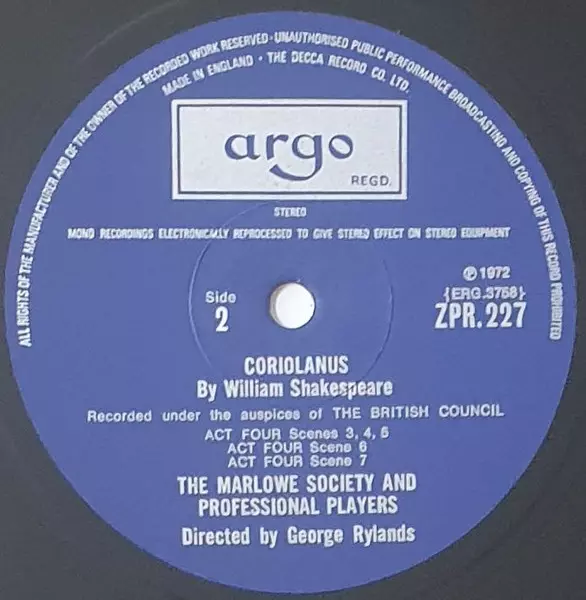 ALL RIGHTS OF THE MANUFACTURER AND OF THE OWNER OF THE RECORDED WORK RESERVED · UNAUTHORISED PUBLIC PERFORMANCE BROADCASTING AND COPYING OF THIS RECORD PROHIBITED
MADE IN ENGLAND · THE DECCA RECORD CO. LTD.
argo
REGD.
STEREO
MONO RECORDINGS ELECTRONICALLY REPROCESSED TO GIVE STEREO EFFECT ON STEREO EQUIPMENT
℗1972
Side
2
{ERG.3758}
ZPR.227
CORIOLANUS
By William Shakespeare
Recorded under the auspices of THE BRITISH COUNCIL
ACT FOUR Scenes 3, 4, 5
ACT FOUR Scene 6
ACT FOUR Scene 7
THE MARLOWE SOCIETY AND
PROFESSIONAL PLAYERS
Directed by George Rylands